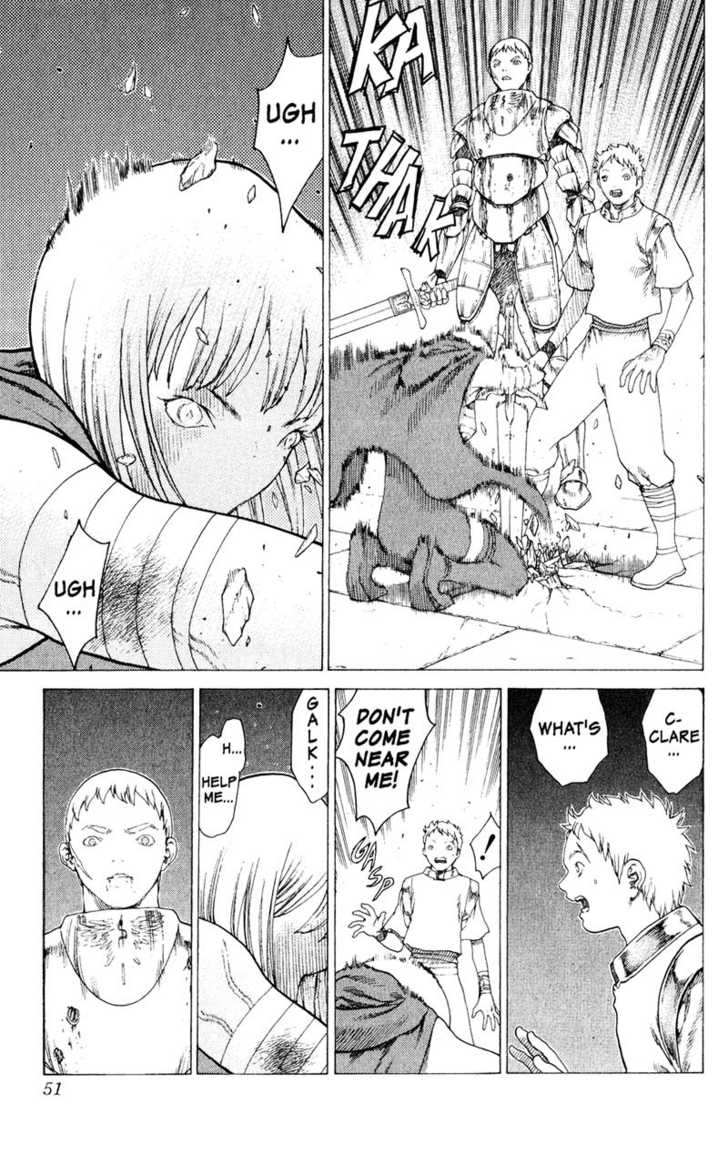 KA
THAK
UGH
...
UGH
...
C-
CLARE
...
WHAT'S
...
!
DON'T
COME
NEAR
ME!
GASP
GALK...
H...
HELP
ME...
51